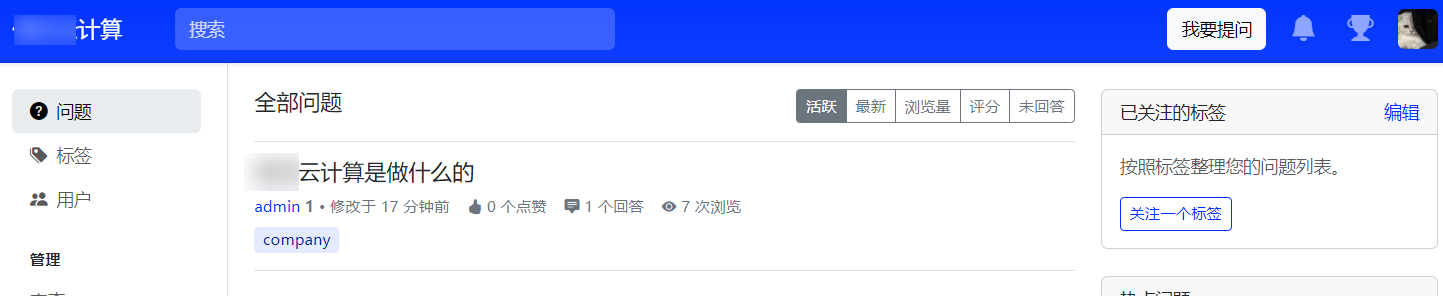 计算
搜索
我要提问
问题
标签
用户
管理
全部问题
活跃 最新 浏览量 评分 未回答
云计算是做什么的
admin 1 • 修改于 17 分钟前 0 个点赞 1 个回答 7 次浏览
company
已关注的标签 编辑
按照标签整理您的问题列表。
关注一个标签